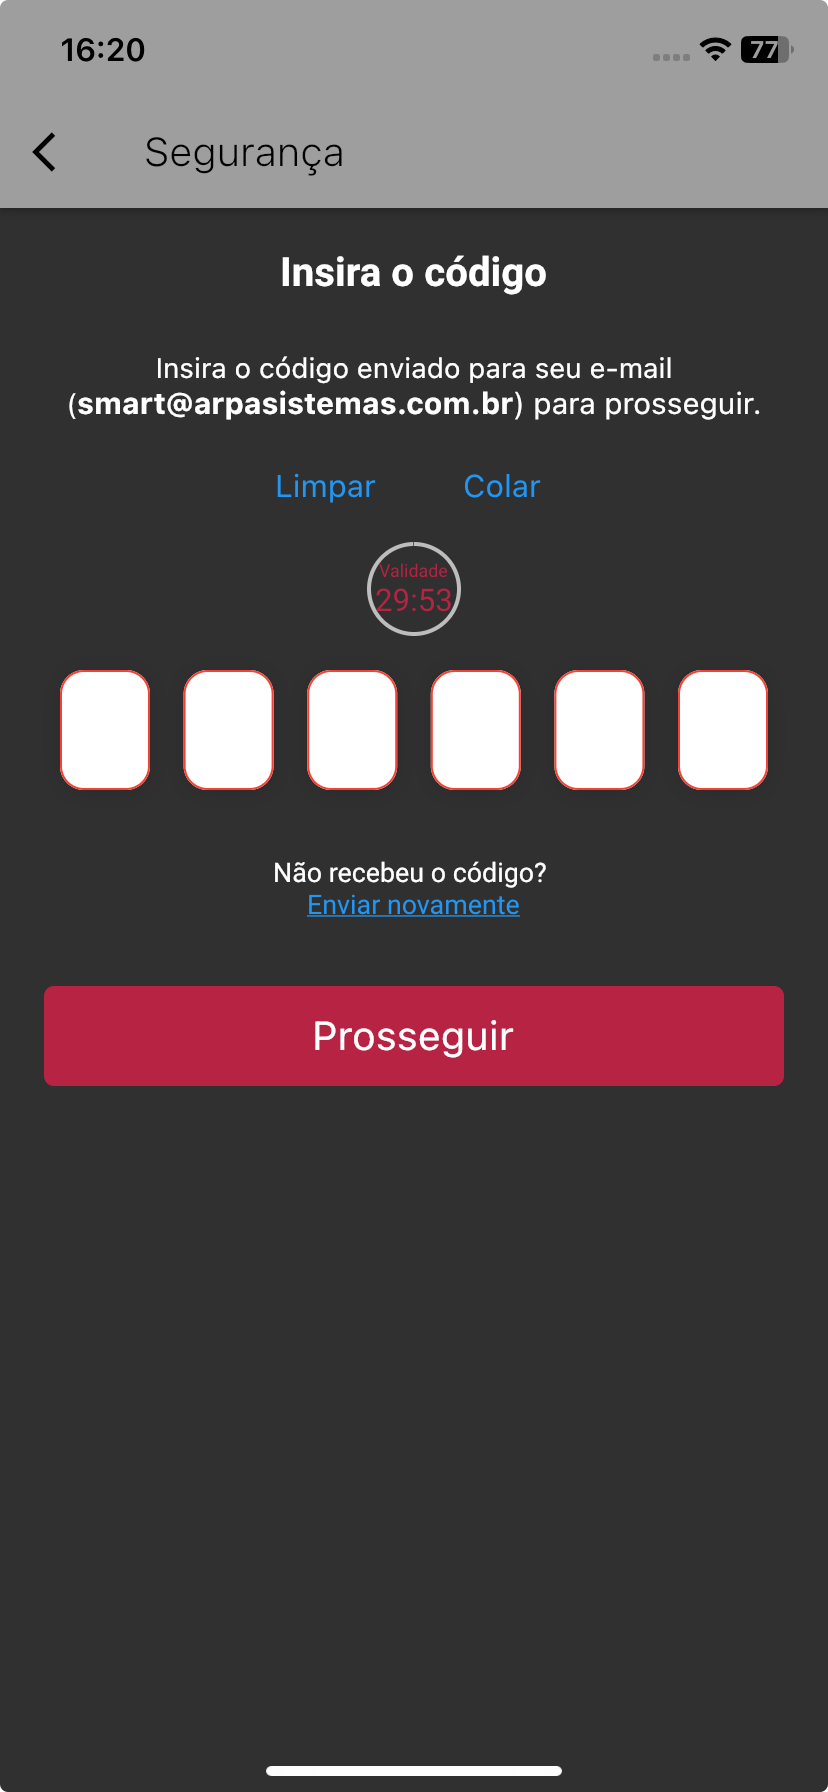 16:20
77
Segurança
Insira o código
Insira o código enviado para seu e-mail
(smart@arpasistemas.com.br) para prosseguir.
Limpar Colar
Validade
29:53
Não recebeu o código?
Enviar novamente
Prosseguir